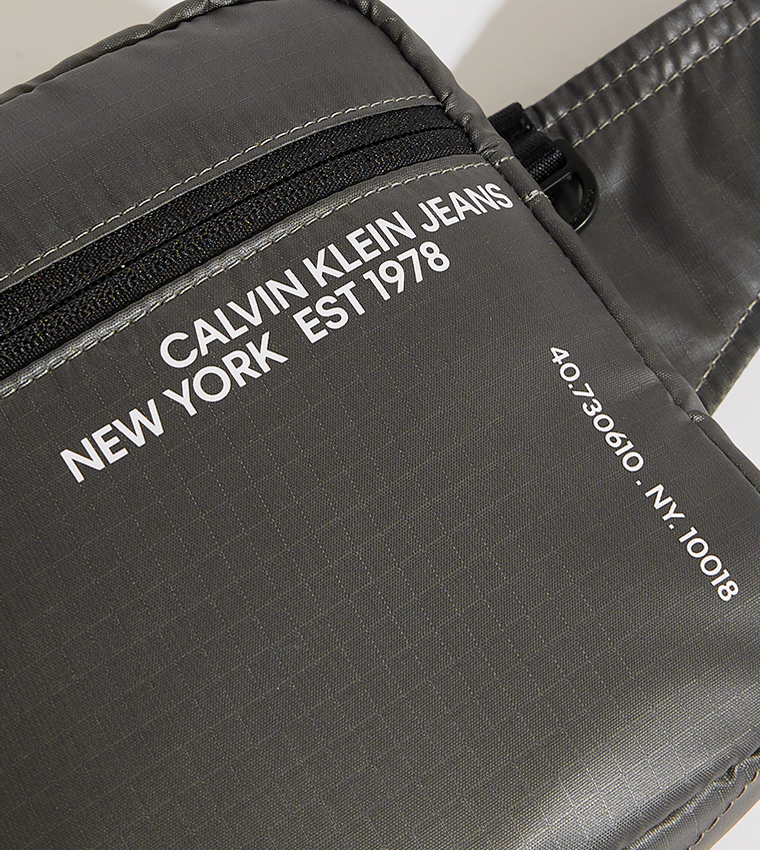 CALVIN KLEIN JEANS
NEW YORK EST 1978
40.730610 . NY. 10018